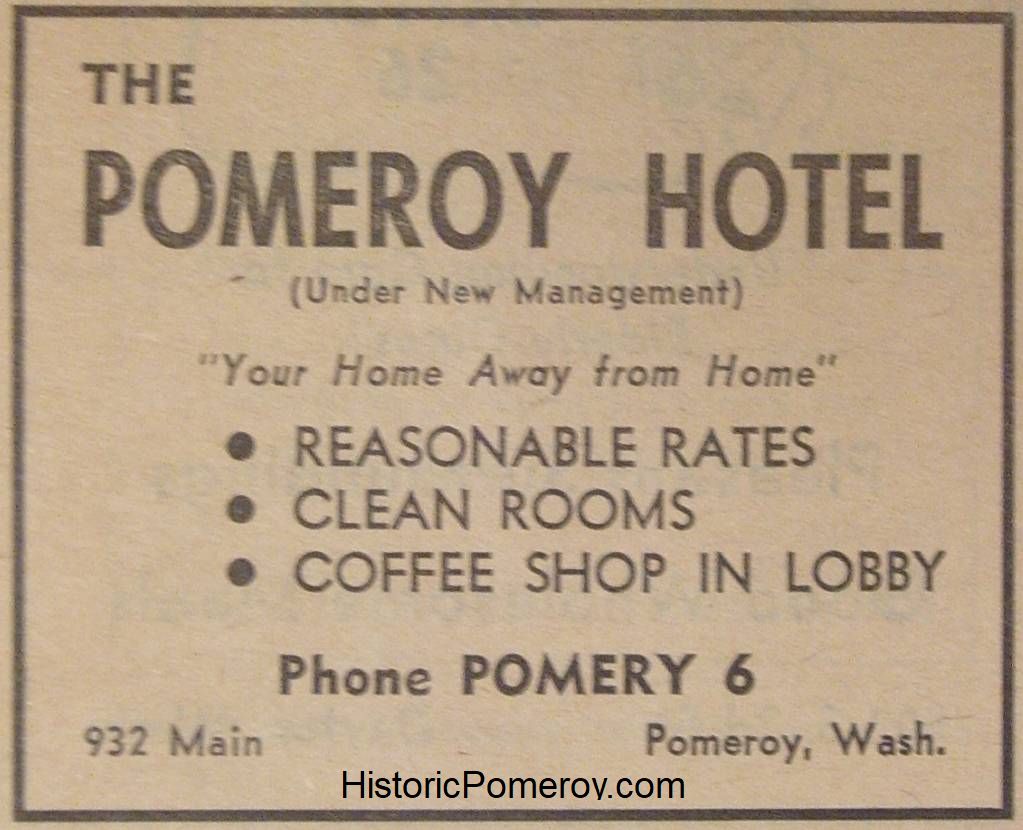 THE
POMEROY HOTEL
(Under New Management)
"Your Home Away from Home"
● REASONABLE RATES
● CLEAN ROOMS
● COFFEE SHOP IN LOBBY
Phone POMERY 6
932 Main Pomeroy, Wash.
HistoricPomeroy.com